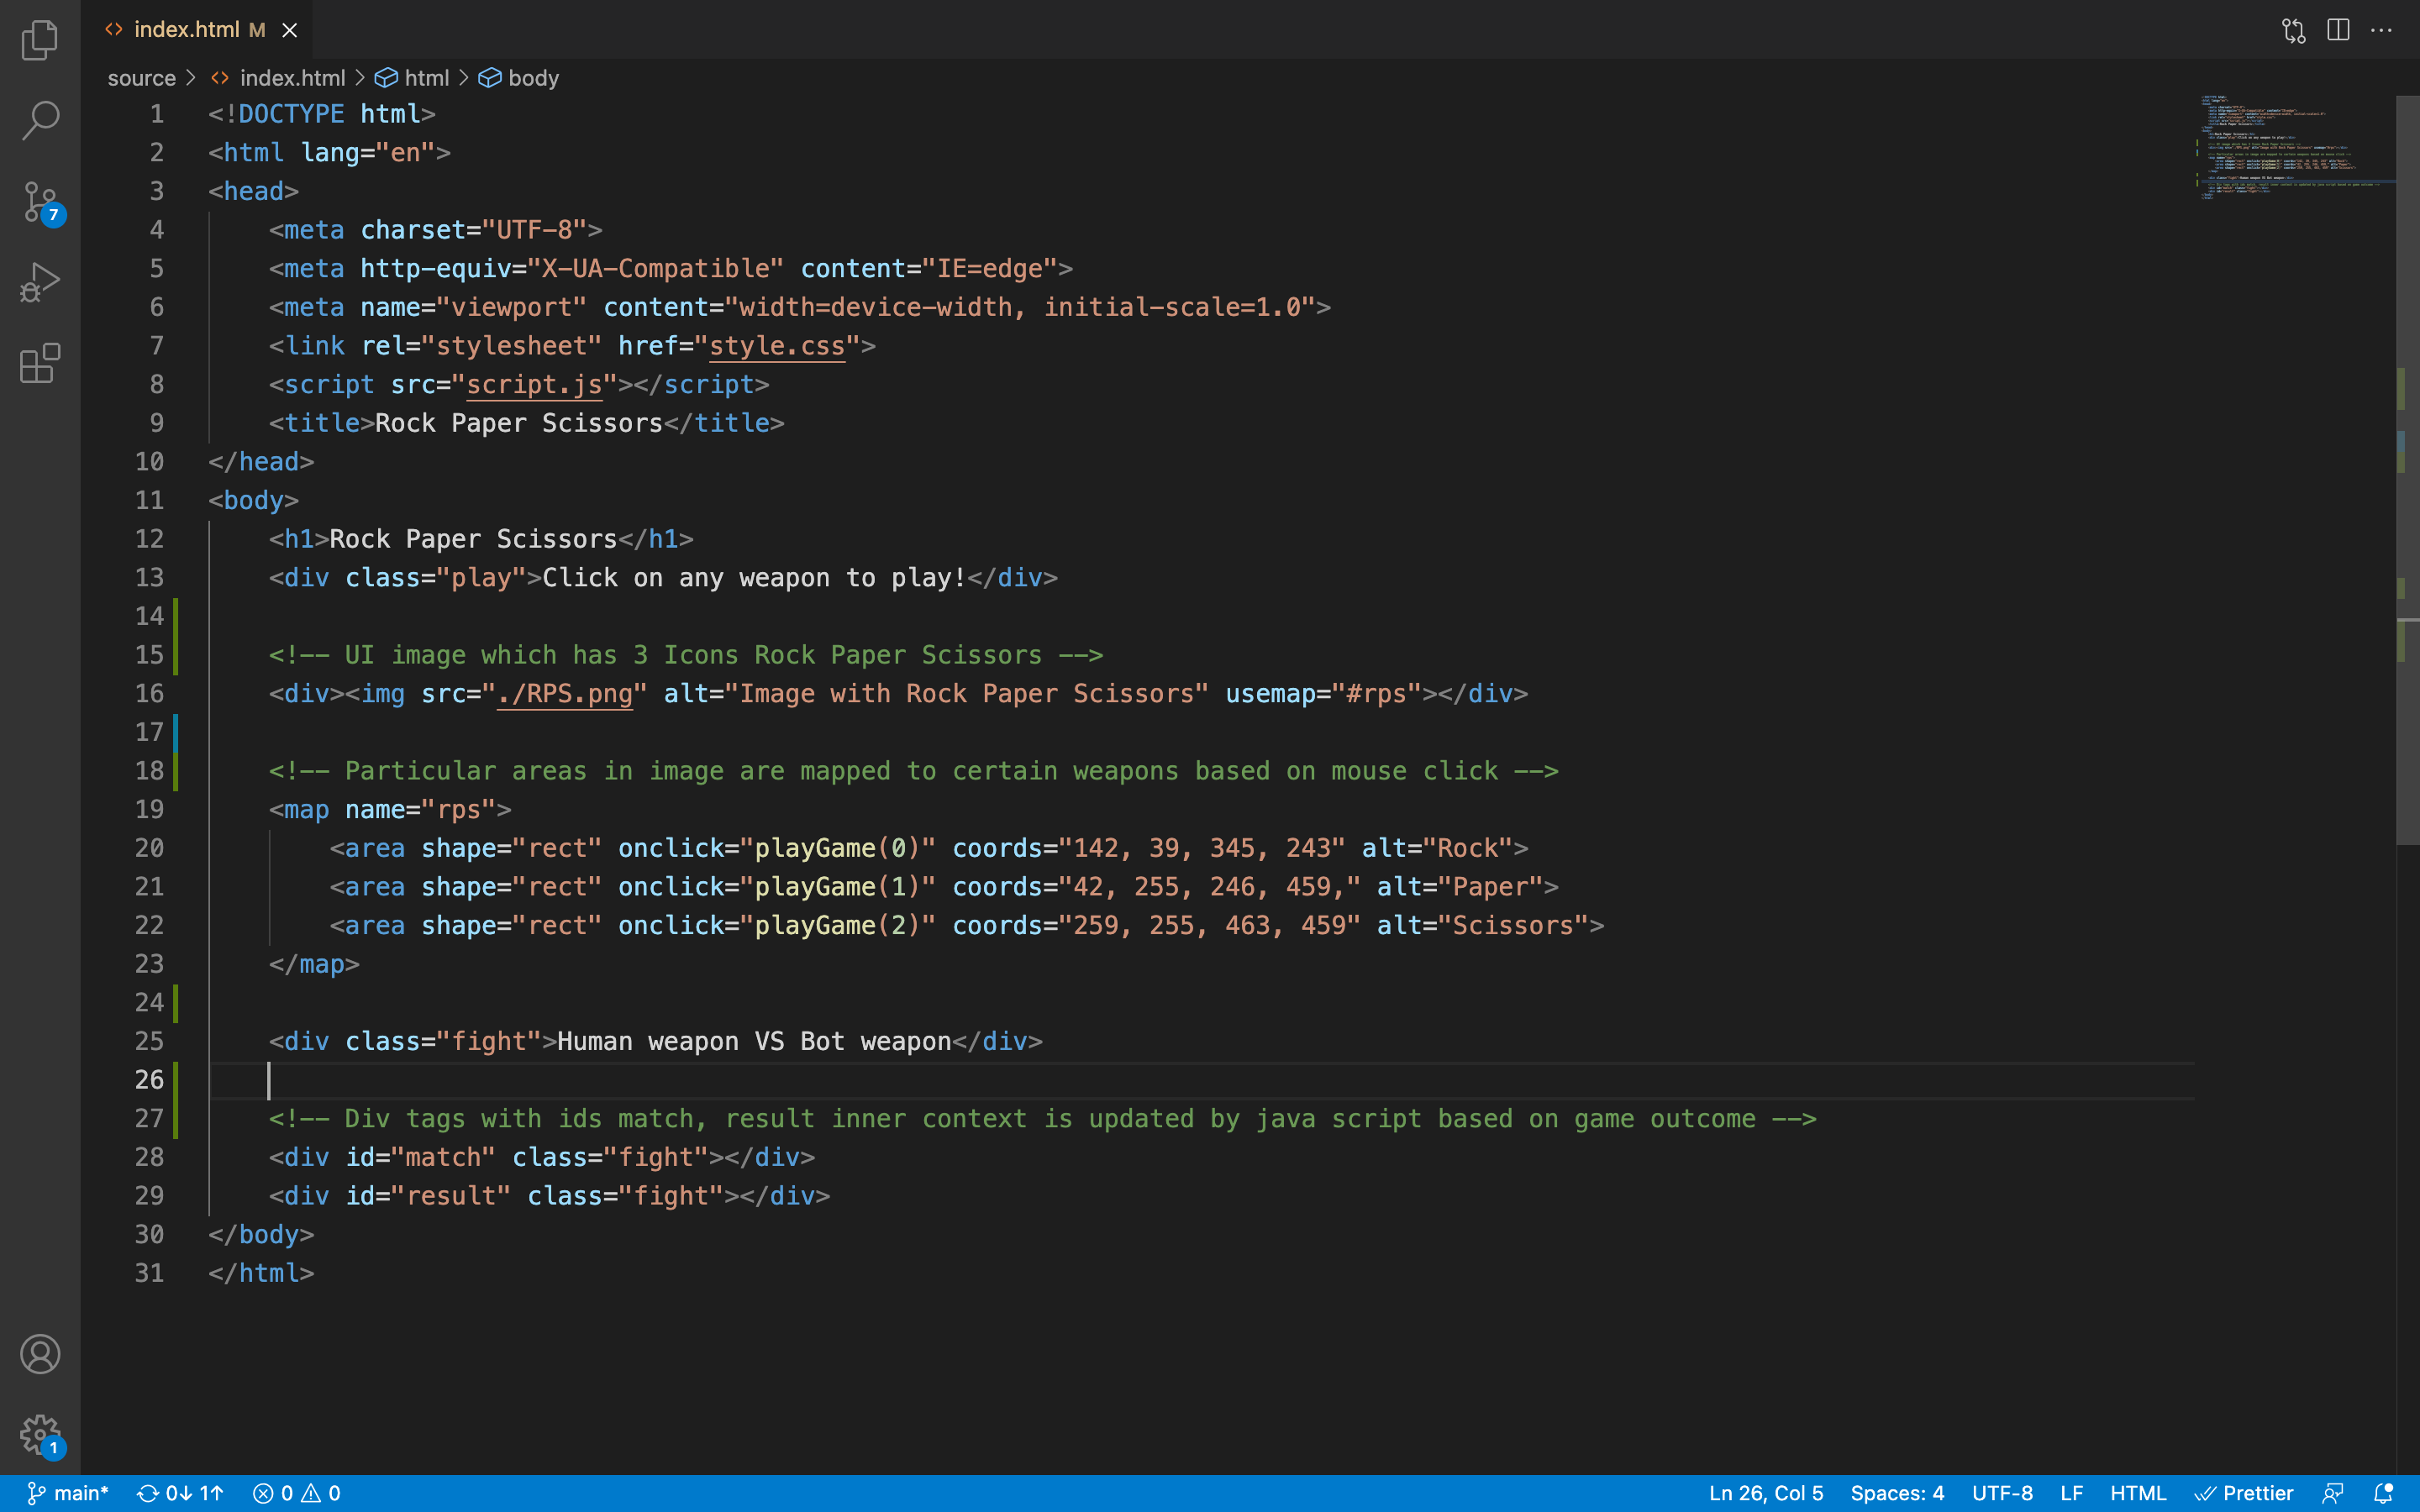 index.html M
source > index.html > html > body
1 <!DOCTYPE html>
2 <html lang="en">
3 <head>
4     <meta charset="UTF-8">
5     <meta http-equiv="X-UA-Compatible" content="IE=edge">
6     <meta name="viewport" content="width=device-width, initial-scale=1.0">
7     <link rel="stylesheet" href="style.css">
8     <script src="script.js"></script>
9     <title>Rock Paper Scissors</title>
10 </head>
11 <body>
12     <h1>Rock Paper Scissors</h1>
13     <div class="play">Click on any weapon to play!</div>
14
15     <!-- UI image which has 3 Icons Rock Paper Scissors -->
16     <div><img src="./RPS.png" alt="Image with Rock Paper Scissors" usemap="#rps"></div>
17
18     <!-- Particular areas in image are mapped to certain weapons based on mouse click -->
19     <map name="rps">
20         <area shape="rect" onclick="playGame(0)" coords="142, 39, 345, 243" alt="Rock">
21         <area shape="rect" onclick="playGame(1)" coords="42, 255, 246, 459," alt="Paper">
22         <area shape="rect" onclick="playGame(2)" coords="259, 255, 463, 459" alt="Scissors">
23     </map>
24
25     <div class="fight">Human weapon VS Bot weapon</div>
26
27     <!-- Div tags with ids match, result inner context is updated by java script based on game outcome -->
28     <div id="match" class="fight"></div>
29     <div id="result" class="fight"></div>
30 </body>
31 </html>
7
1
main* 0↓ 1↑ 0 0 Ln 26, Col 5 Spaces: 4 UTF-8 LF HTML Prettier